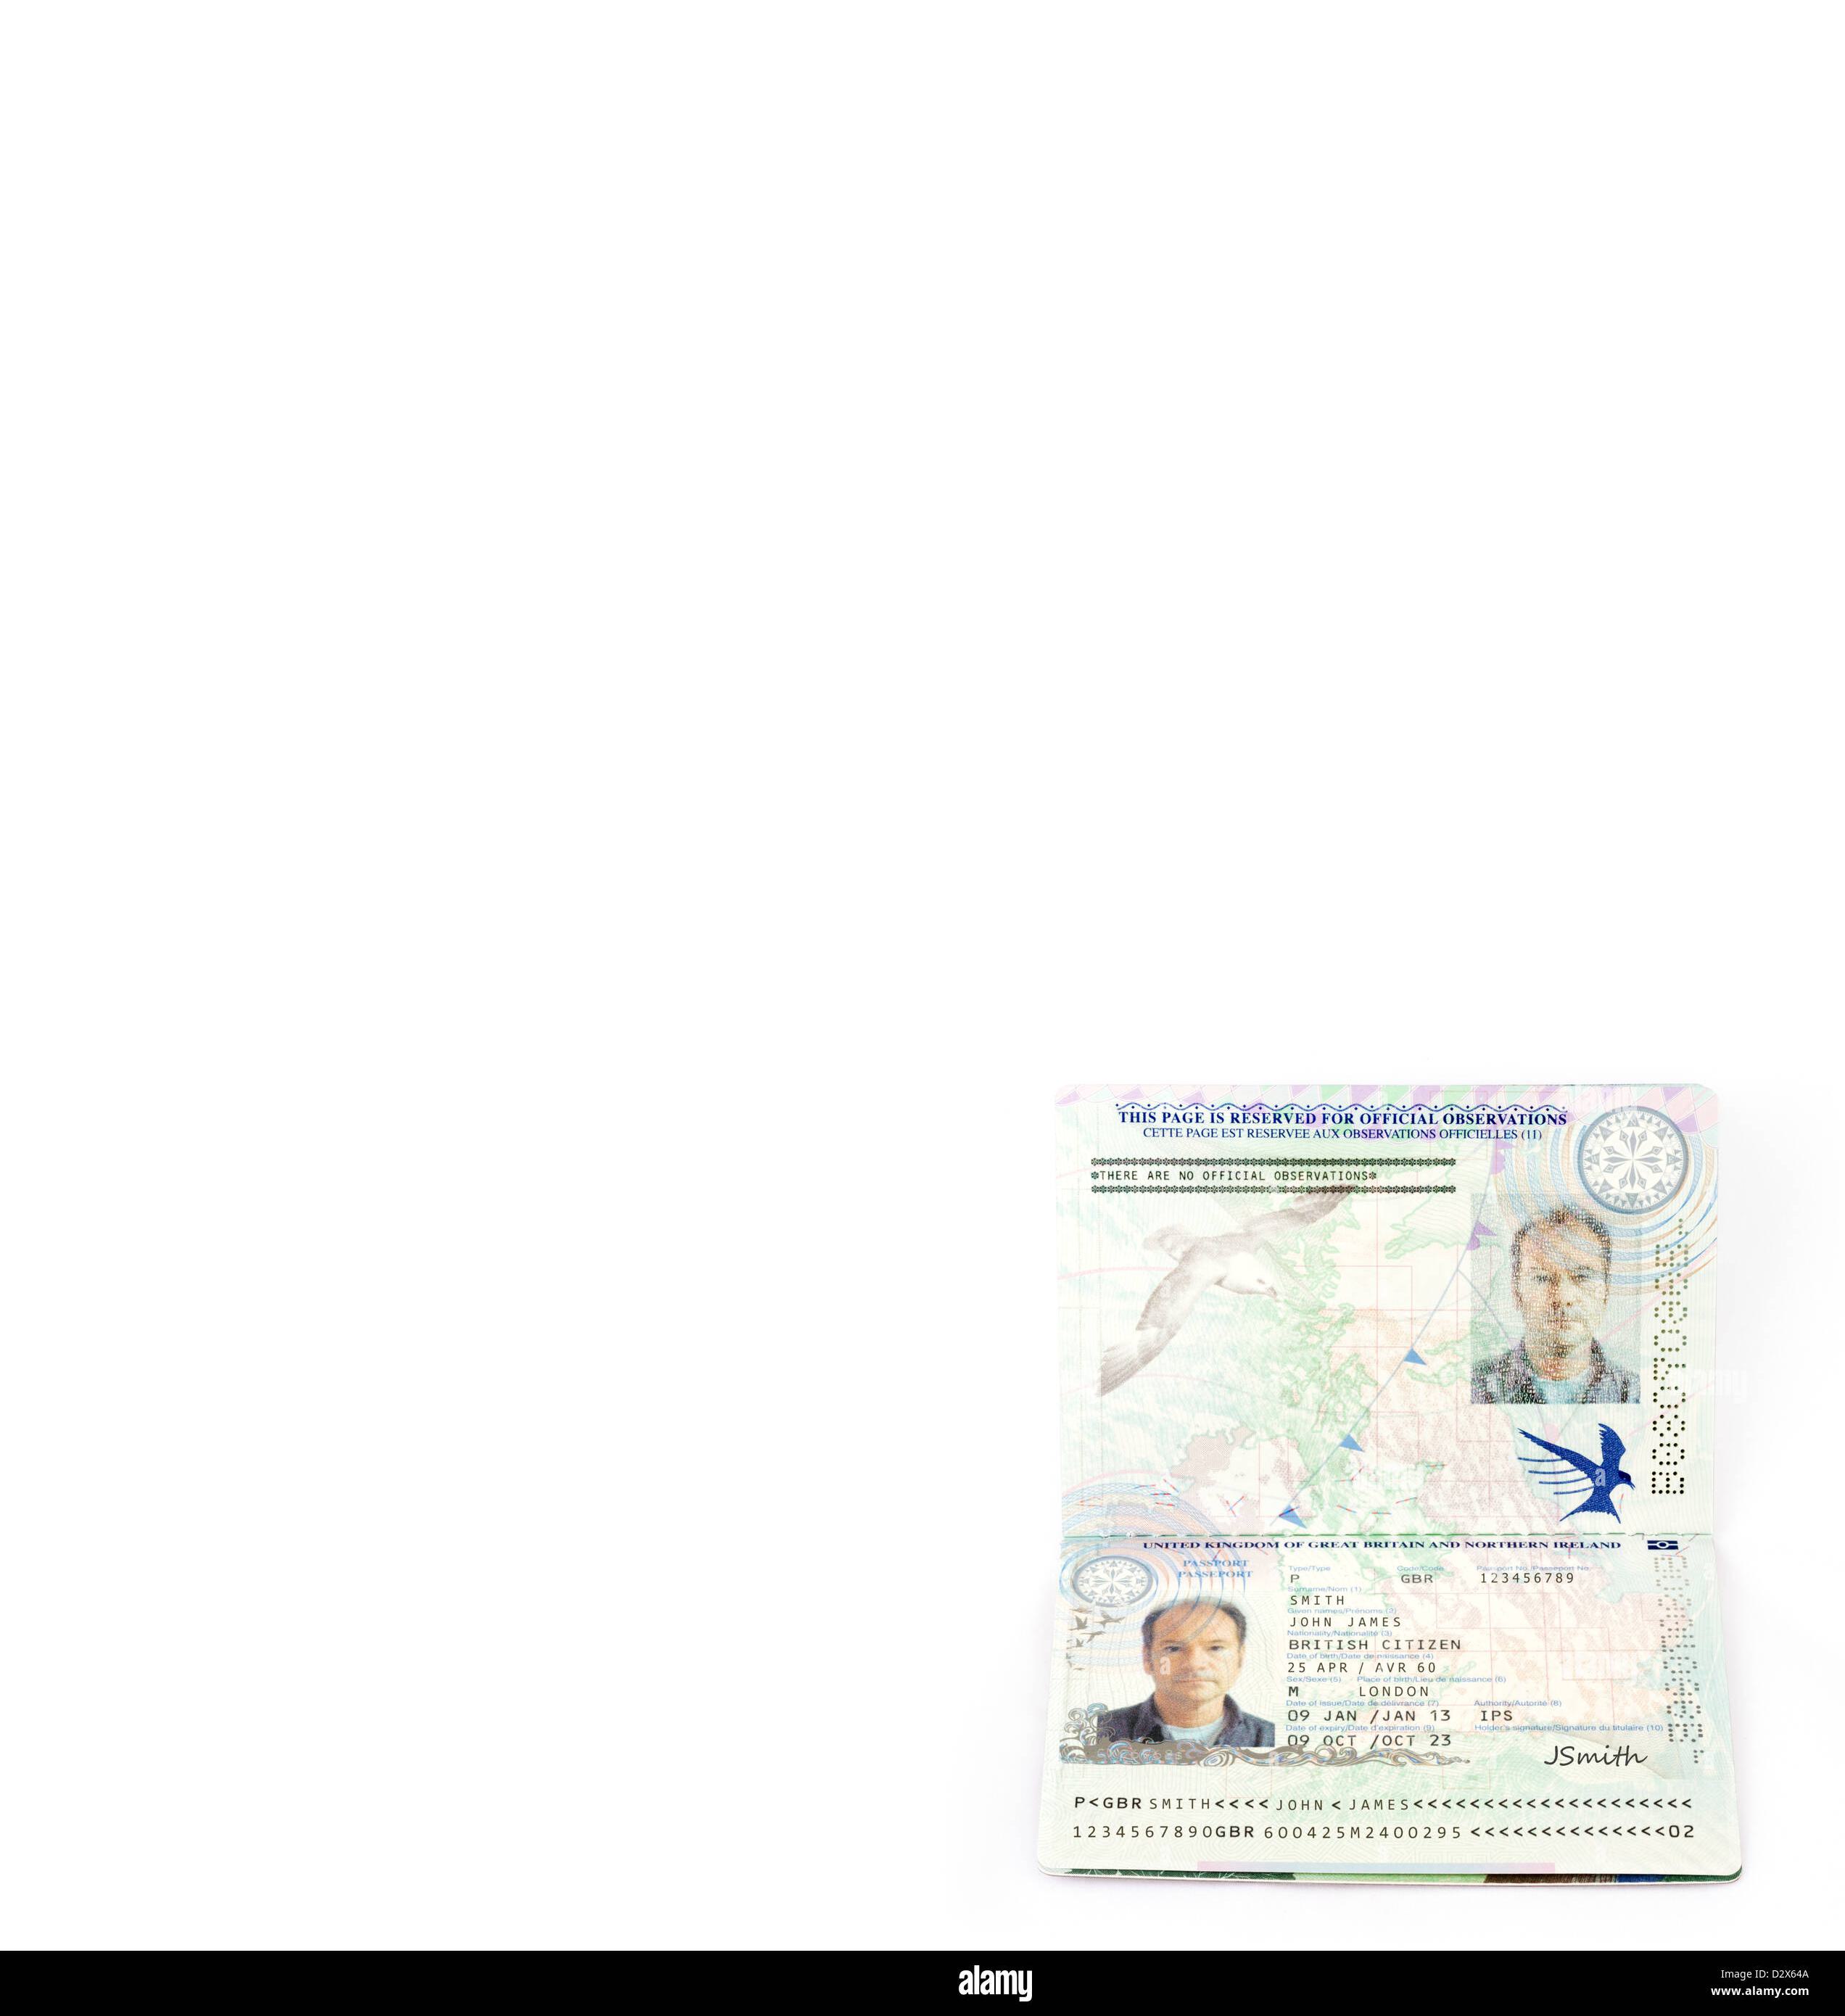 THIS PAGE IS RESERVED FOR OFFICIAL OBSERVATIONS
CETTE PAGE EST RESERVEE AUX OBSERVATIONS OFFICIELLES (11)
*THERE ARE NO OFFICIAL OBSERVATIONS*
UNITED KINGDOM OF GREAT BRITAIN AND NORTHERN IRELAND
PASSPORT
PASSEPORT
Type/Type Code/Code Passport No./Passeport No.
P GBR 123456789
Surname/Nom (1)
SMITH
Given names/Prénoms (2)
JOHN JAMES
Nationality/Nationalité (3)
BRITISH CITIZEN
Date of birth/Date de naissance (4)
25 APR / AVR 60
Sex/Sexe (5) Place of birth/Lieu de naissance (6)
M LONDON
Date of issue/Date de délivrance (7) Authority/Autorité (8)
09 JAN /JAN 13 IPS
Date of expiry/Date d'expiration (9) Holder's signature/Signature du titulaire (10)
09 OCT /OCT 23
JSmith
P<GBR SMITH<<<< JOHN < JAMES<<<<<<<<<<<<<<<<<<<<
1234567890GBR 600425M2400295 <<<<<<<<<<<<<<02
alamy
Image ID: D2X64A
www.alamy.com